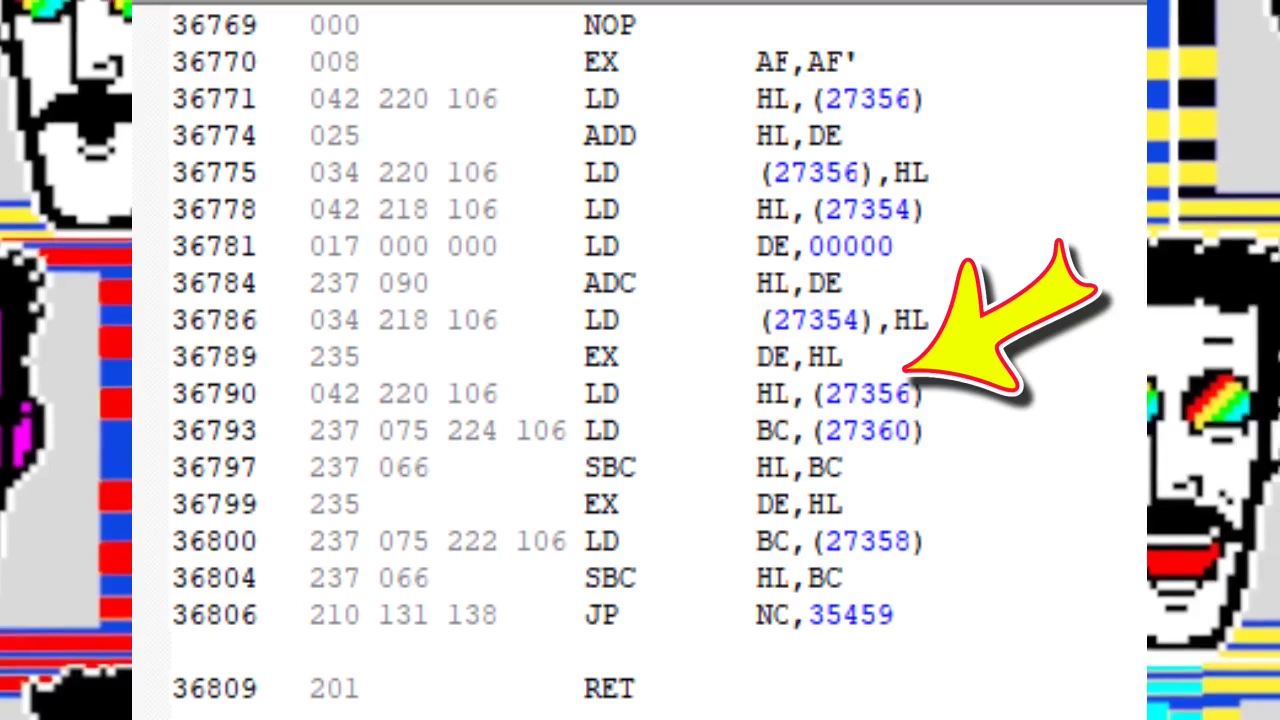 36769 000 NOP
36770 008 EX AF,AF'
36771 042 220 106 LD HL,(27356)
36774 025 ADD HL,DE
36775 034 220 106 LD (27356),HL
36778 042 218 106 LD HL,(27354)
36781 017 000 000 LD DE,00000
36784 237 090 ADC HL,DE
36786 034 218 106 LD (27354),HL
36789 235 EX DE,HL
36790 042 220 106 LD HL,(27356)
36793 237 075 224 106 LD BC,(27360)
36797 237 066 SBC HL,BC
36799 235 EX DE,HL
36800 237 075 222 106 LD BC,(27358)
36804 237 066 SBC HL,BC
36806 210 131 138 JP NC,35459
36809 201 RET